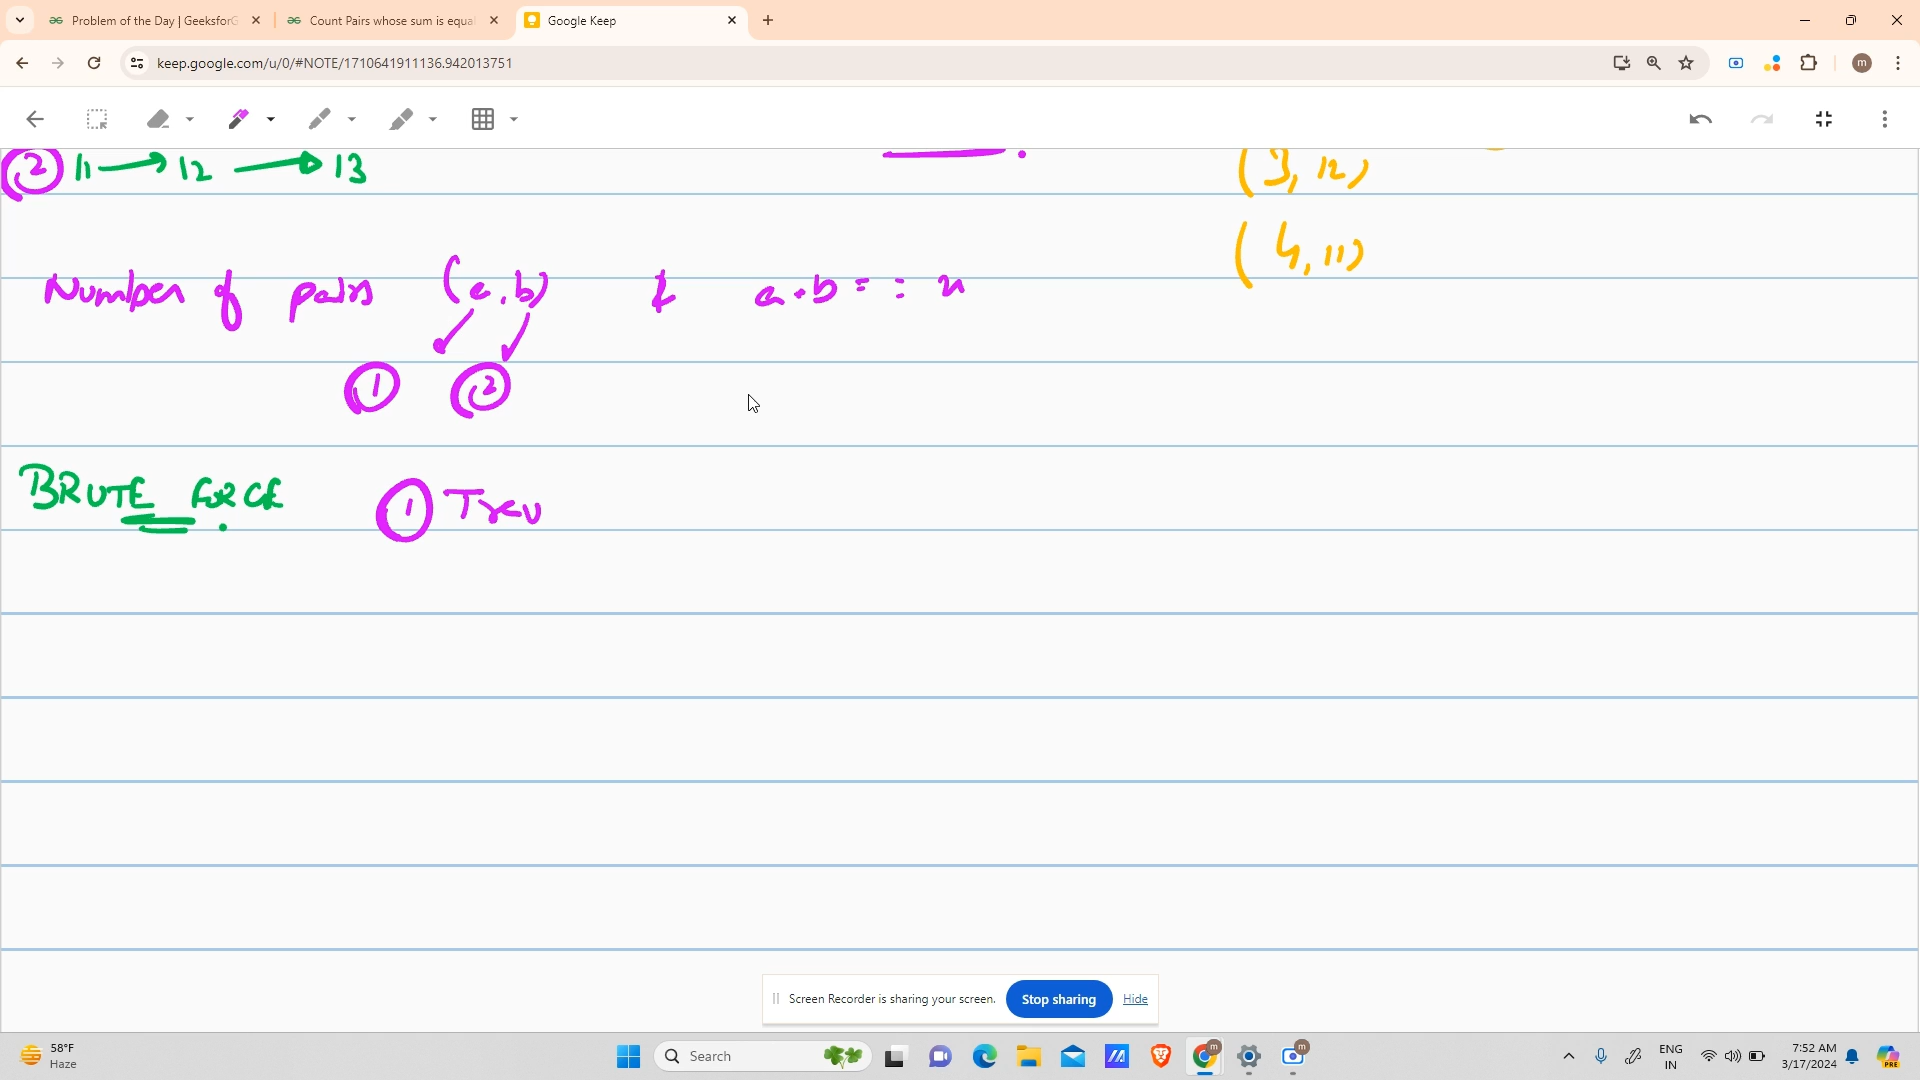 Problem of the Day | GeeksforG
Count Pairs whose sum is equal
Google Keep
keep.google.com/u/0/#NOTE/1710641911136.942013751
m
② 11 → 12 → 13
(3, 12)
(4, 11)
Number of pairs (a, b) & a+b == x
① ②
BRUTE FORCE ① Trav
Screen Recorder is sharing your screen. Stop sharing Hide
58°F
Haze
Search
m
m
ENG
IN
7:52 AM
3/17/2024
PRE